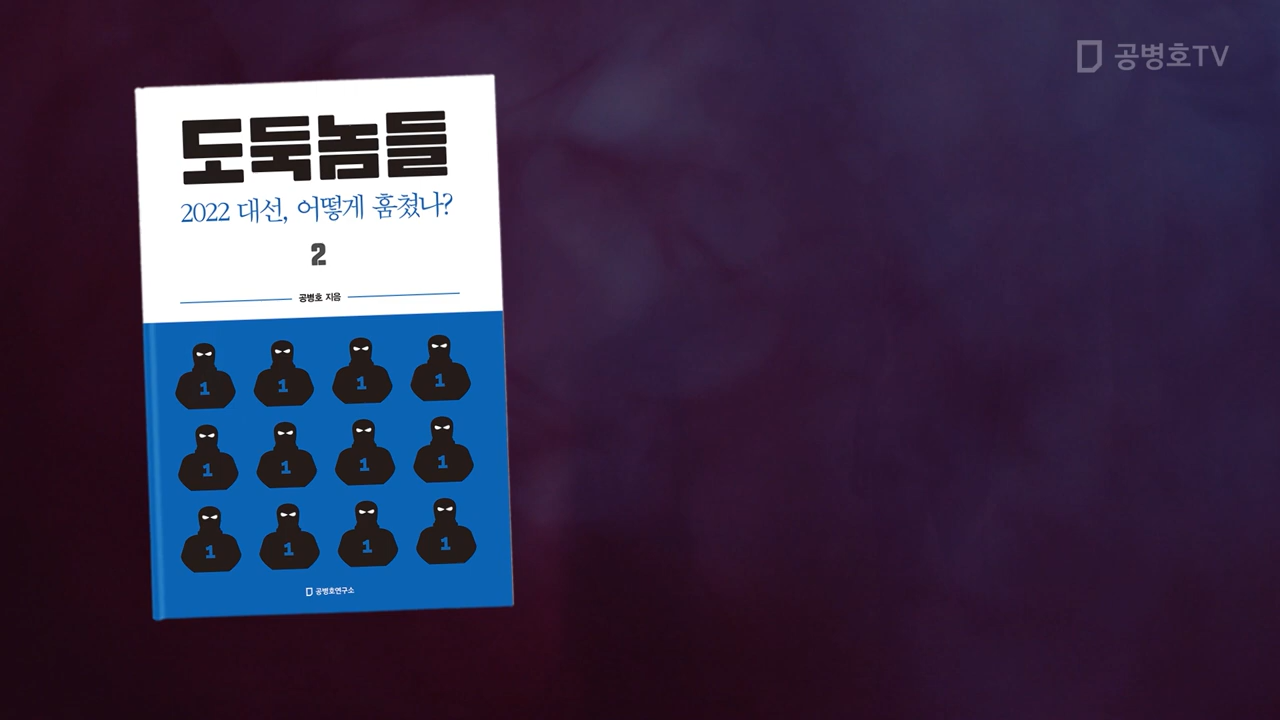 공병호TV
도둑놈들
2022 대선, 어떻게 훔쳤나?
2
공병호 지음
1 1 1 1
1 1 1 1
1 1 1 1
공병호연구소